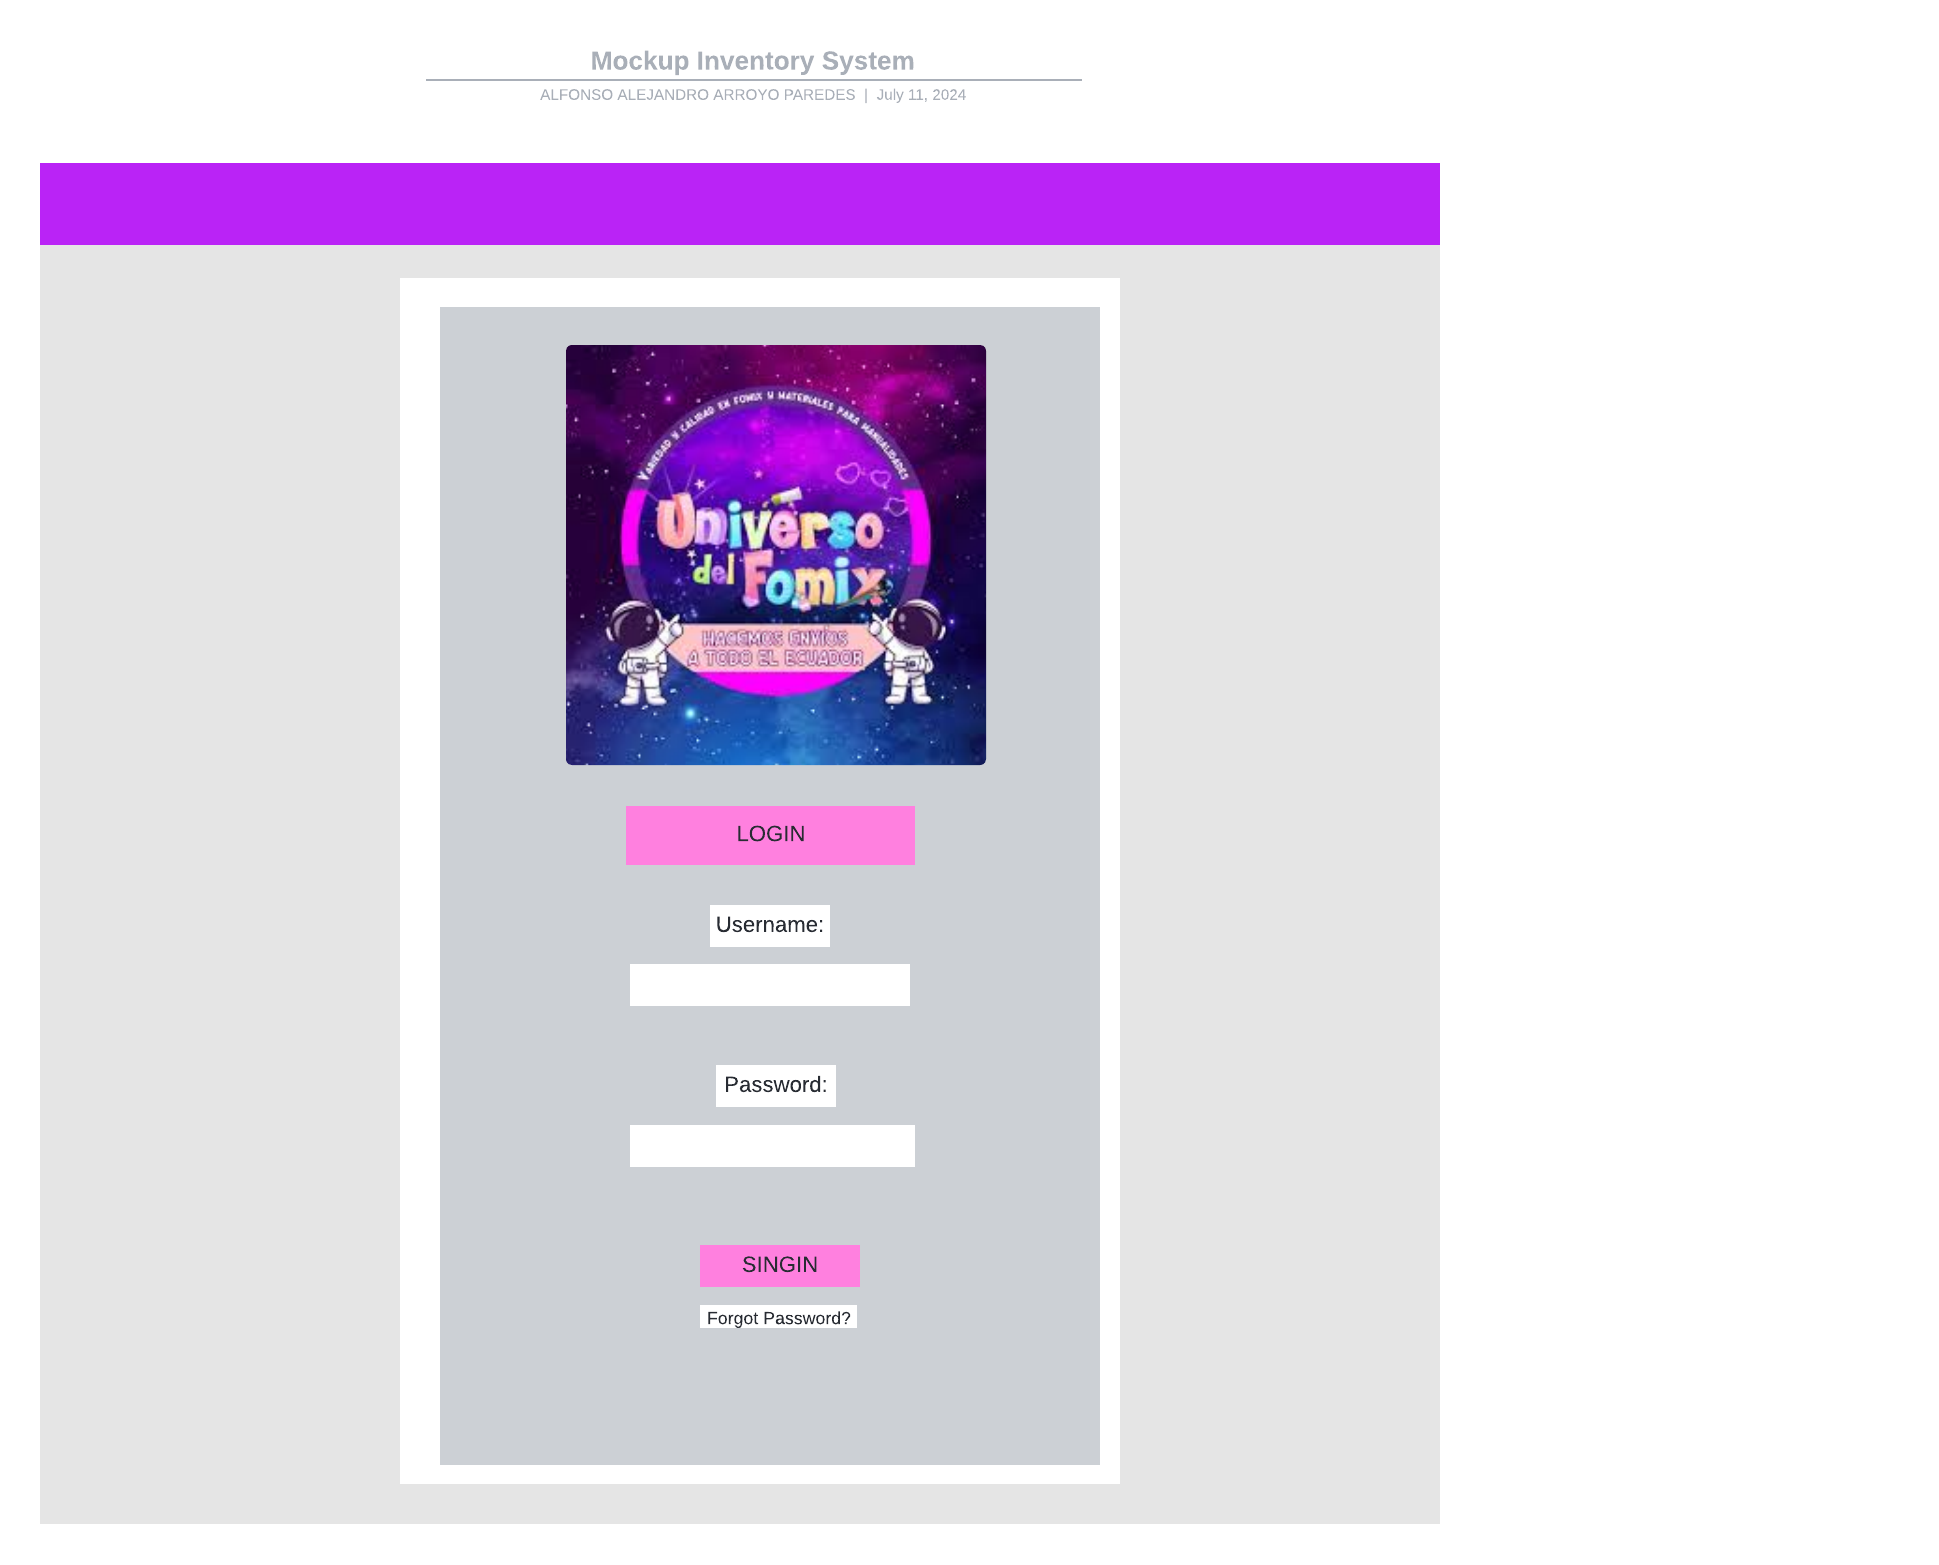 Mockup Inventory System
ALFONSO ALEJANDRO ARROYO PAREDES | July 11, 2024
VARIEDAD Y CALIDAD EN FOMIX Y MATERIALES PARA MANUALIDADES
Universo
del Fomix
HACEMOS ENVÍOS
A TODO EL ECUADOR
LOGIN
Username:
Password:
SINGIN
Forgot Password?